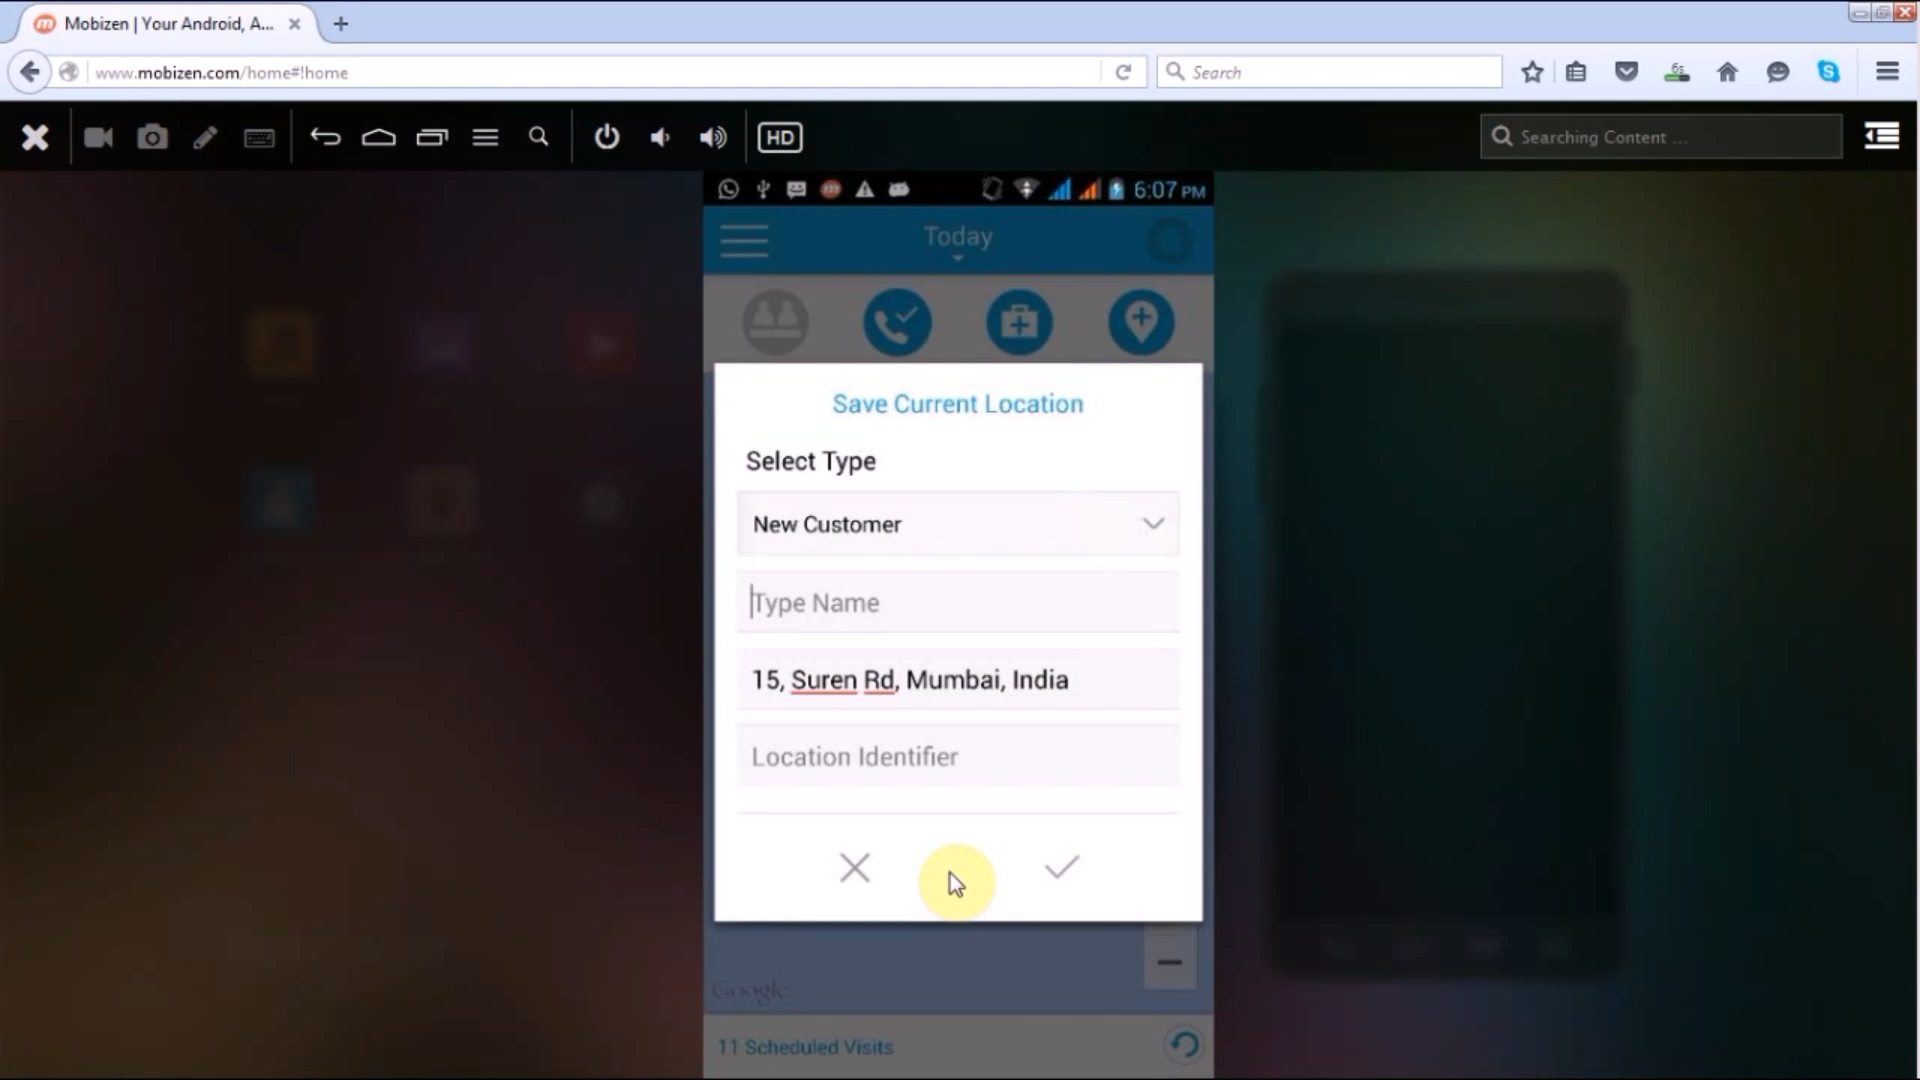 Mobizen | Your Android, A...
www.mobizen.com/home#!home
Search
6s
HD
Searching Content ...
6:07 PM
Today
Save Current Location
Select Type
New Customer
Type Name
15, Suren Rd, Mumbai, India
Location Identifier
Google
11 Scheduled Visits